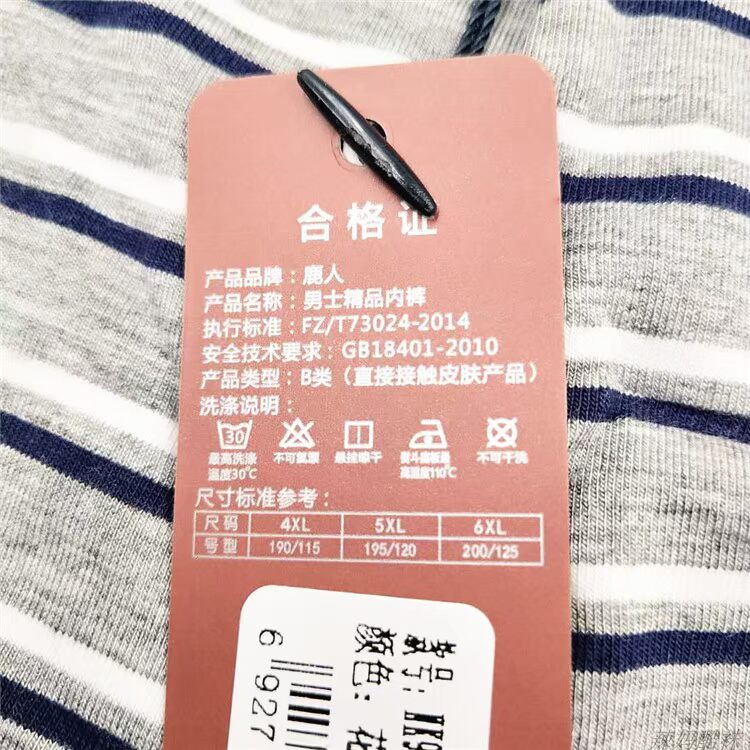 合格证
产品品牌：鹿人
产品名称：男士精品内裤
执行标准：FZ/T73024-2014
安全技术要求：GB18401-2010
产品类型：B类（直接接触皮肤产品）
洗涤说明：
30
最高洗涤温度30℃ 不可氯漂 悬挂晾干 熨斗底板最高温度110℃ 不可干洗
尺寸标准参考：
尺码 4XL 5XL 6XL
号型 190/115 195/120 200/125
款号:
颜色: 花
6 927